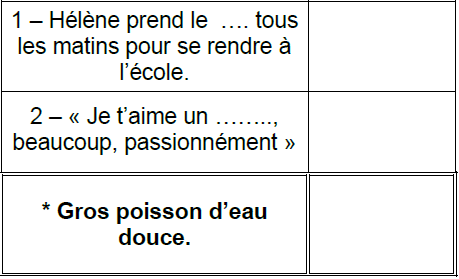 1 – Hélène prend le …. tous
les matins pour se rendre à
l’école.
2 – « Je t’aime un ……..,
beaucoup, passionnément »
* Gros poisson d’eau
douce.